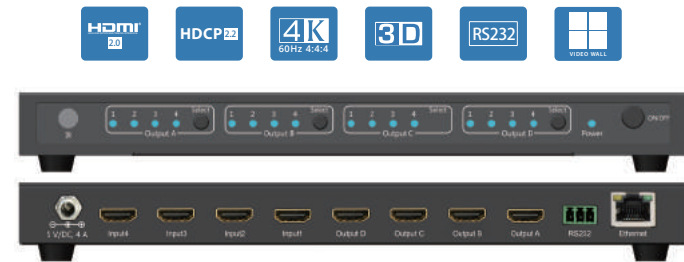 HDMI
2.0
HDCP 2.2
4K
60Hz 4:4:4
3D
RS232
VIDEO WALL
1 2 3 4 Select
Output A
1 2 3 4 Select
Output B
1 2 3 4 Select
Output C
1 2 3 4 Select
Output D
IR
Power
ON/OFF
5 V/DC, 4 A
Input4
Input3
Input2
Input1
Output D
Output C
Output B
Output A
RS232
Ethernet